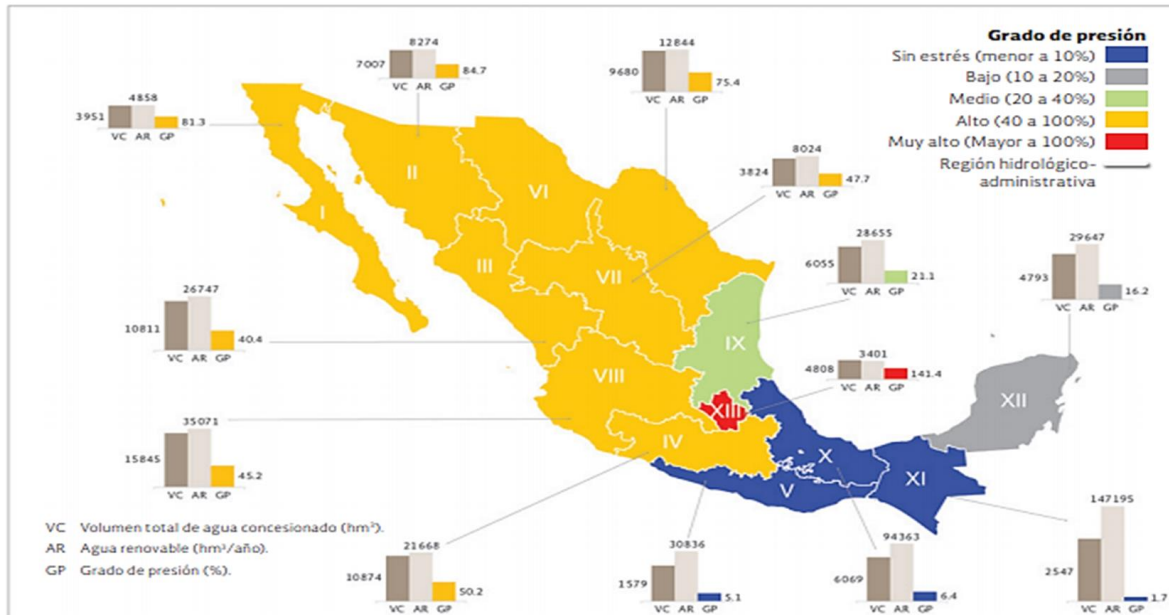 Grado de presión
Sin estrés (menor a 10%)
Bajo (10 a 20%)
Medio (20 a 40%)
Alto (40 a 100%)
Muy alto (Mayor a 100%)
Región hidrológico-
administrativa
8274
7007
84.7
VC AR GP
12844
9680
75.4
VC AR GP
4858
3951
81.3
VC AR GP
8024
3824
47.7
VC AR GP
28655
6055
21.1
VC AR GP
29647
4793
16.2
VC AR GP
26747
10811
40.4
VC AR GP
3401
4808
141.4
VC AR GP
35071
15845
45.2
VC AR GP
147195
2547
1.7
VC AR GP
21668
10874
50.2
VC AR GP
30836
1579
5.1
VC AR GP
94363
6069
6.4
VC AR GP
I
II
VI
III
VII
IX
VIII
XIII
XII
IV
X
V
XI
VC Volumen total de agua concesionado (hm³).
AR Agua renovable (hm³/año).
GP Grado de presión (%).